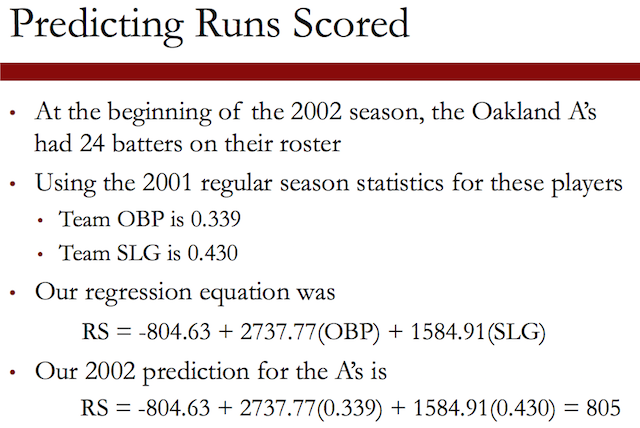 Predicting Runs Scored
• At the beginning of the 2002 season, the Oakland A's
had 24 batters on their roster
• Using the 2001 regular season statistics for these players
• Team OBP is 0.339
• Team SLG is 0.430
• Our regression equation was
RS = -804.63 + 2737.77(OBP) + 1584.91(SLG)
• Our 2002 prediction for the A's is
RS = -804.63 + 2737.77(0.339) + 1584.91(0.430) = 805